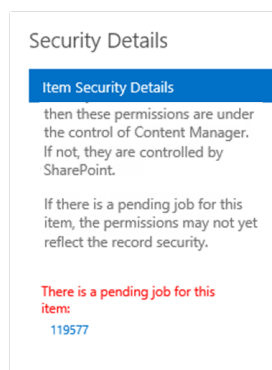 Security Details
Item Security Details
then these permissions are under
the control of Content Manager.
If not, they are controlled by
SharePoint.
If there is a pending job for this
item, the permissions may not yet
reflect the record security.
There is a pending job for this
item:
119577